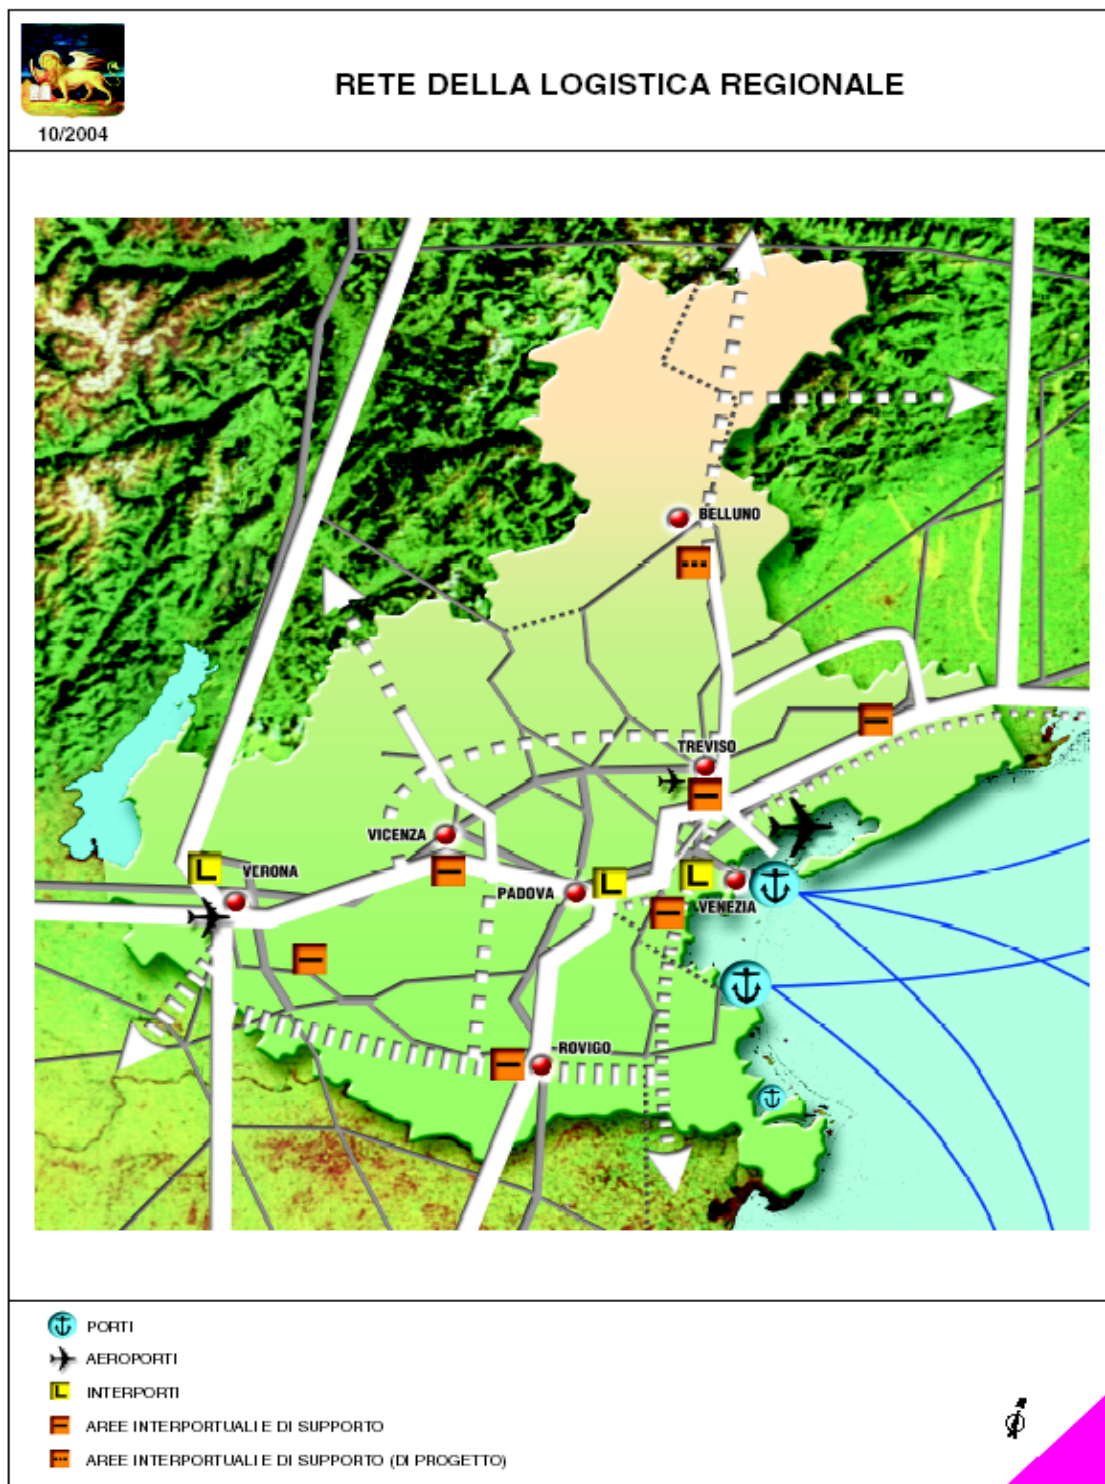 RETE DELLA LOGISTICA REGIONALE
10/2004
BELLUNO
TREVISO
VICENZA
VERONA
PADOVA
VENEZIA
ROVIGO
L
L
L
PORTI
AEROPORTI
L INTERPORTI
AREE INTERPORTUALI E DI SUPPORTO
AREE INTERPORTUALI E DI SUPPORTO (DI PROGETTO)